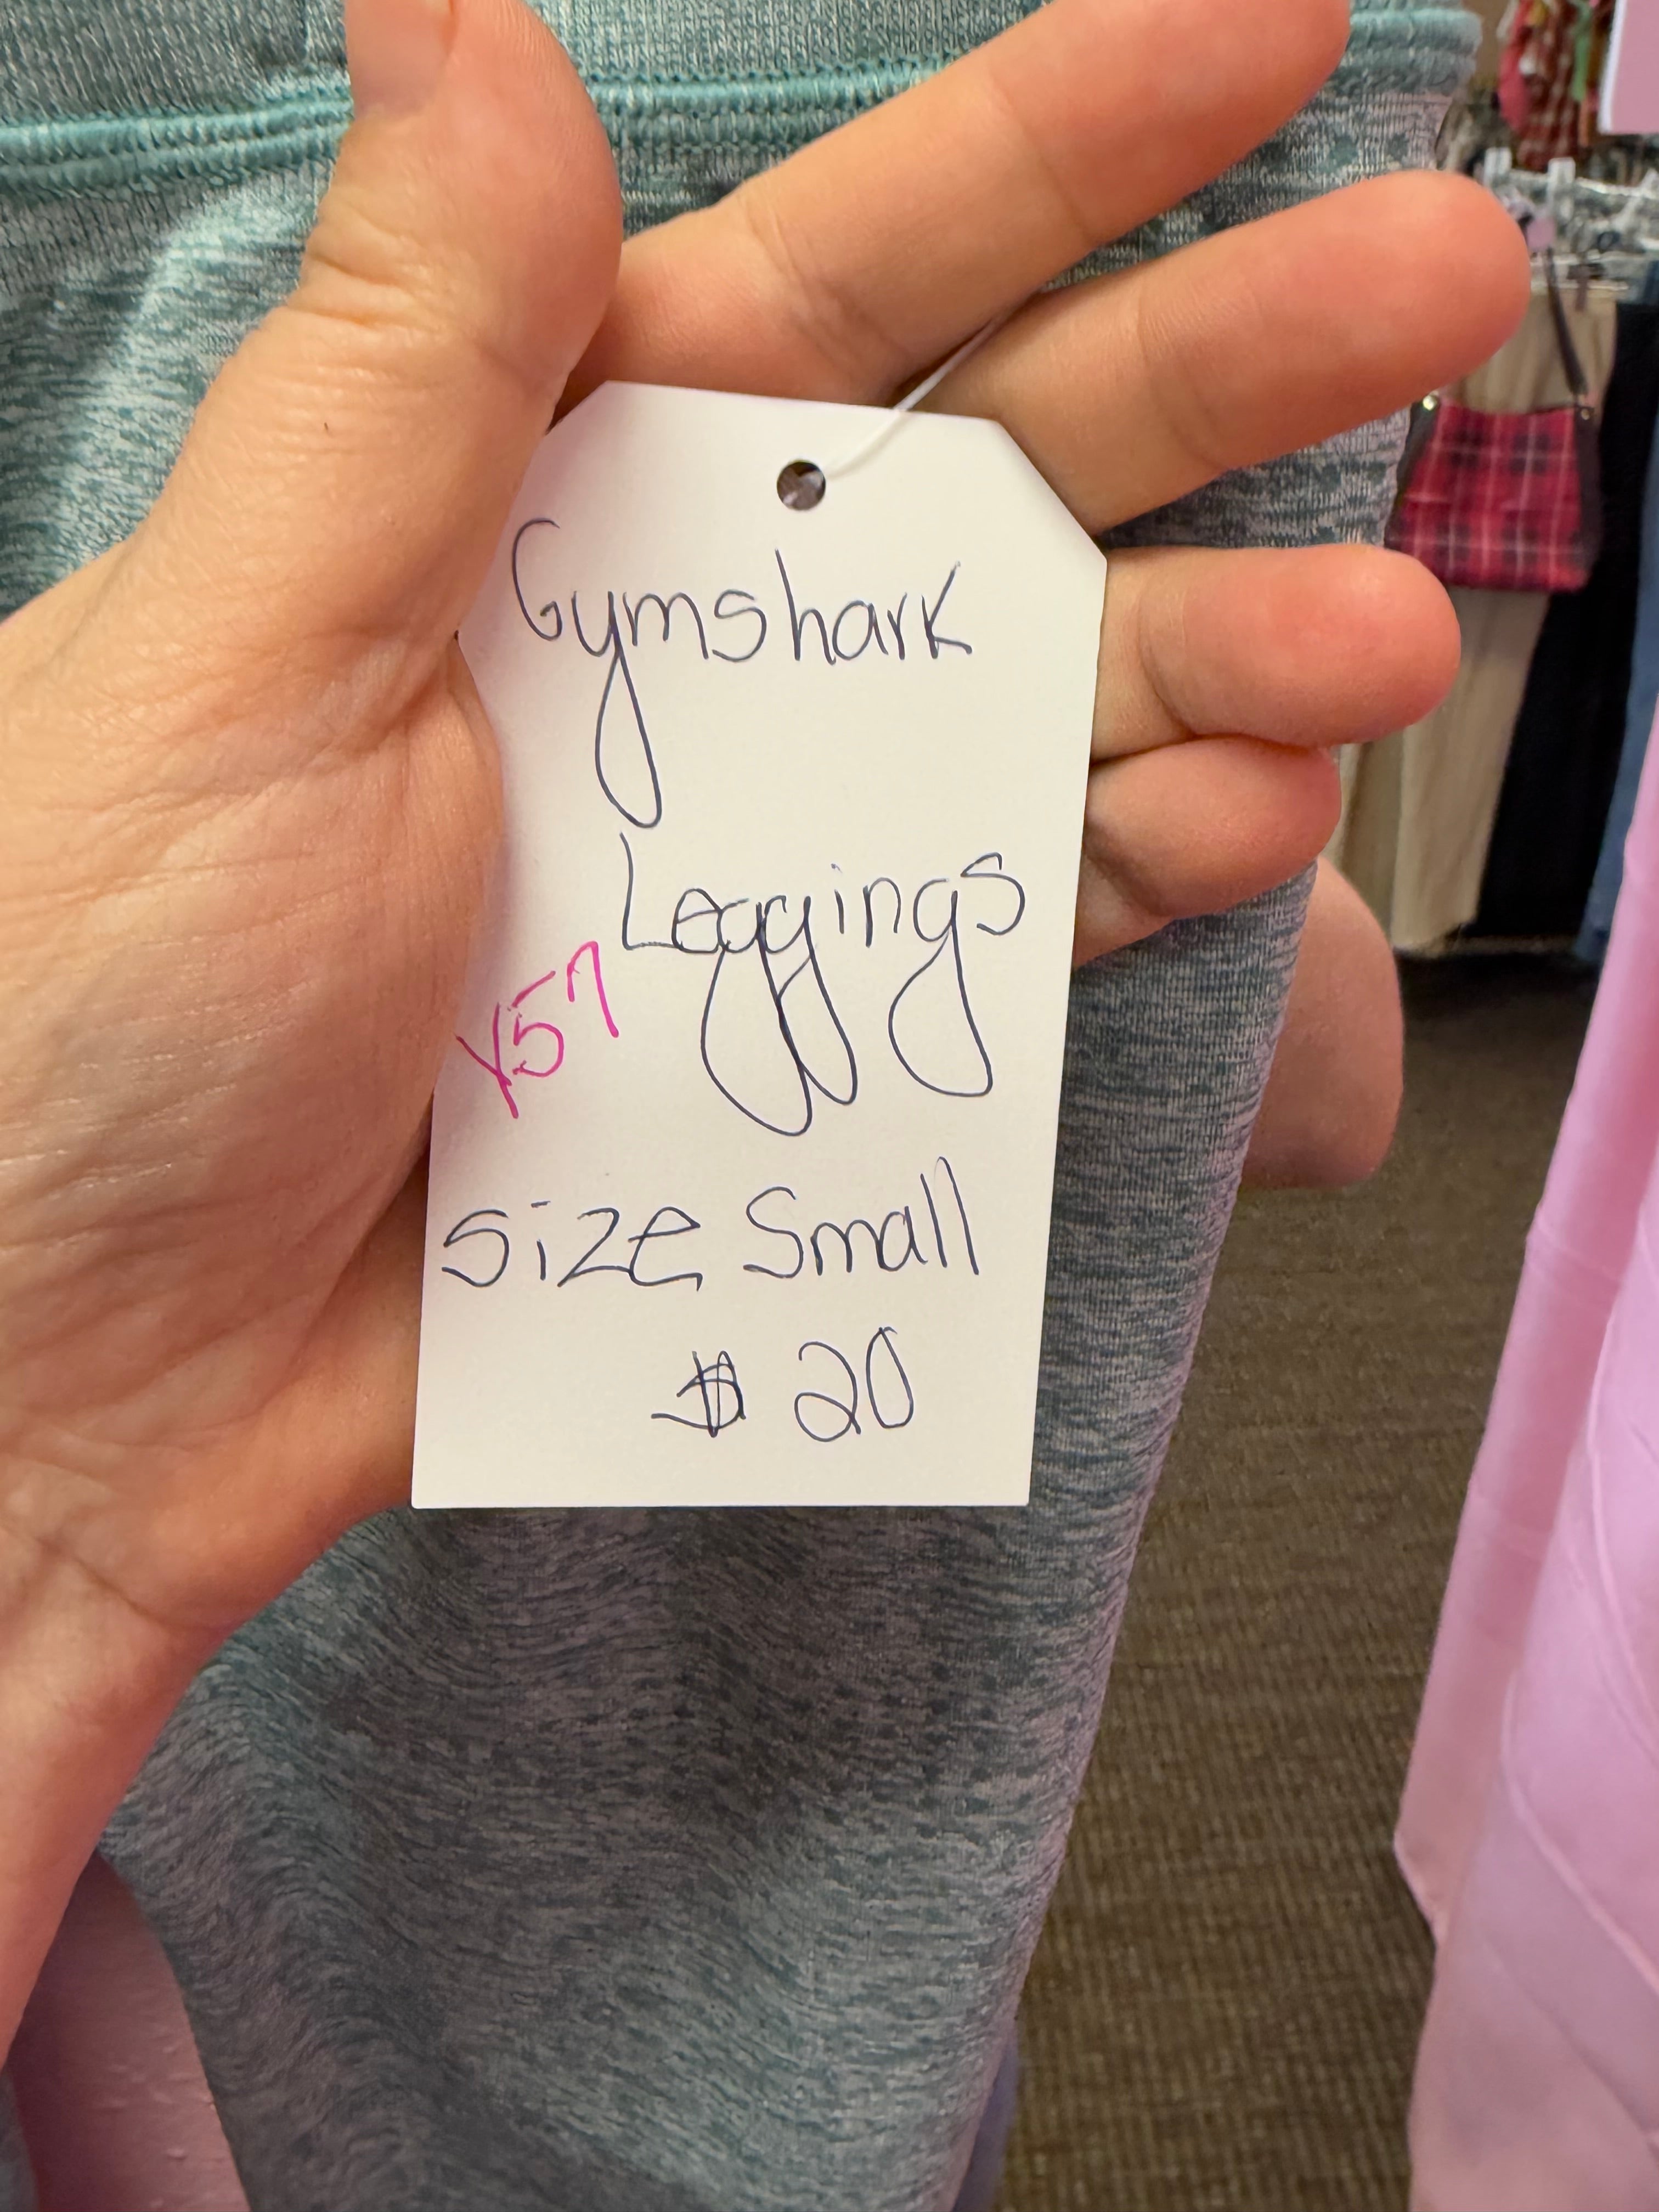 Gymshark
Leggings
Y57
Size Small
$ 20